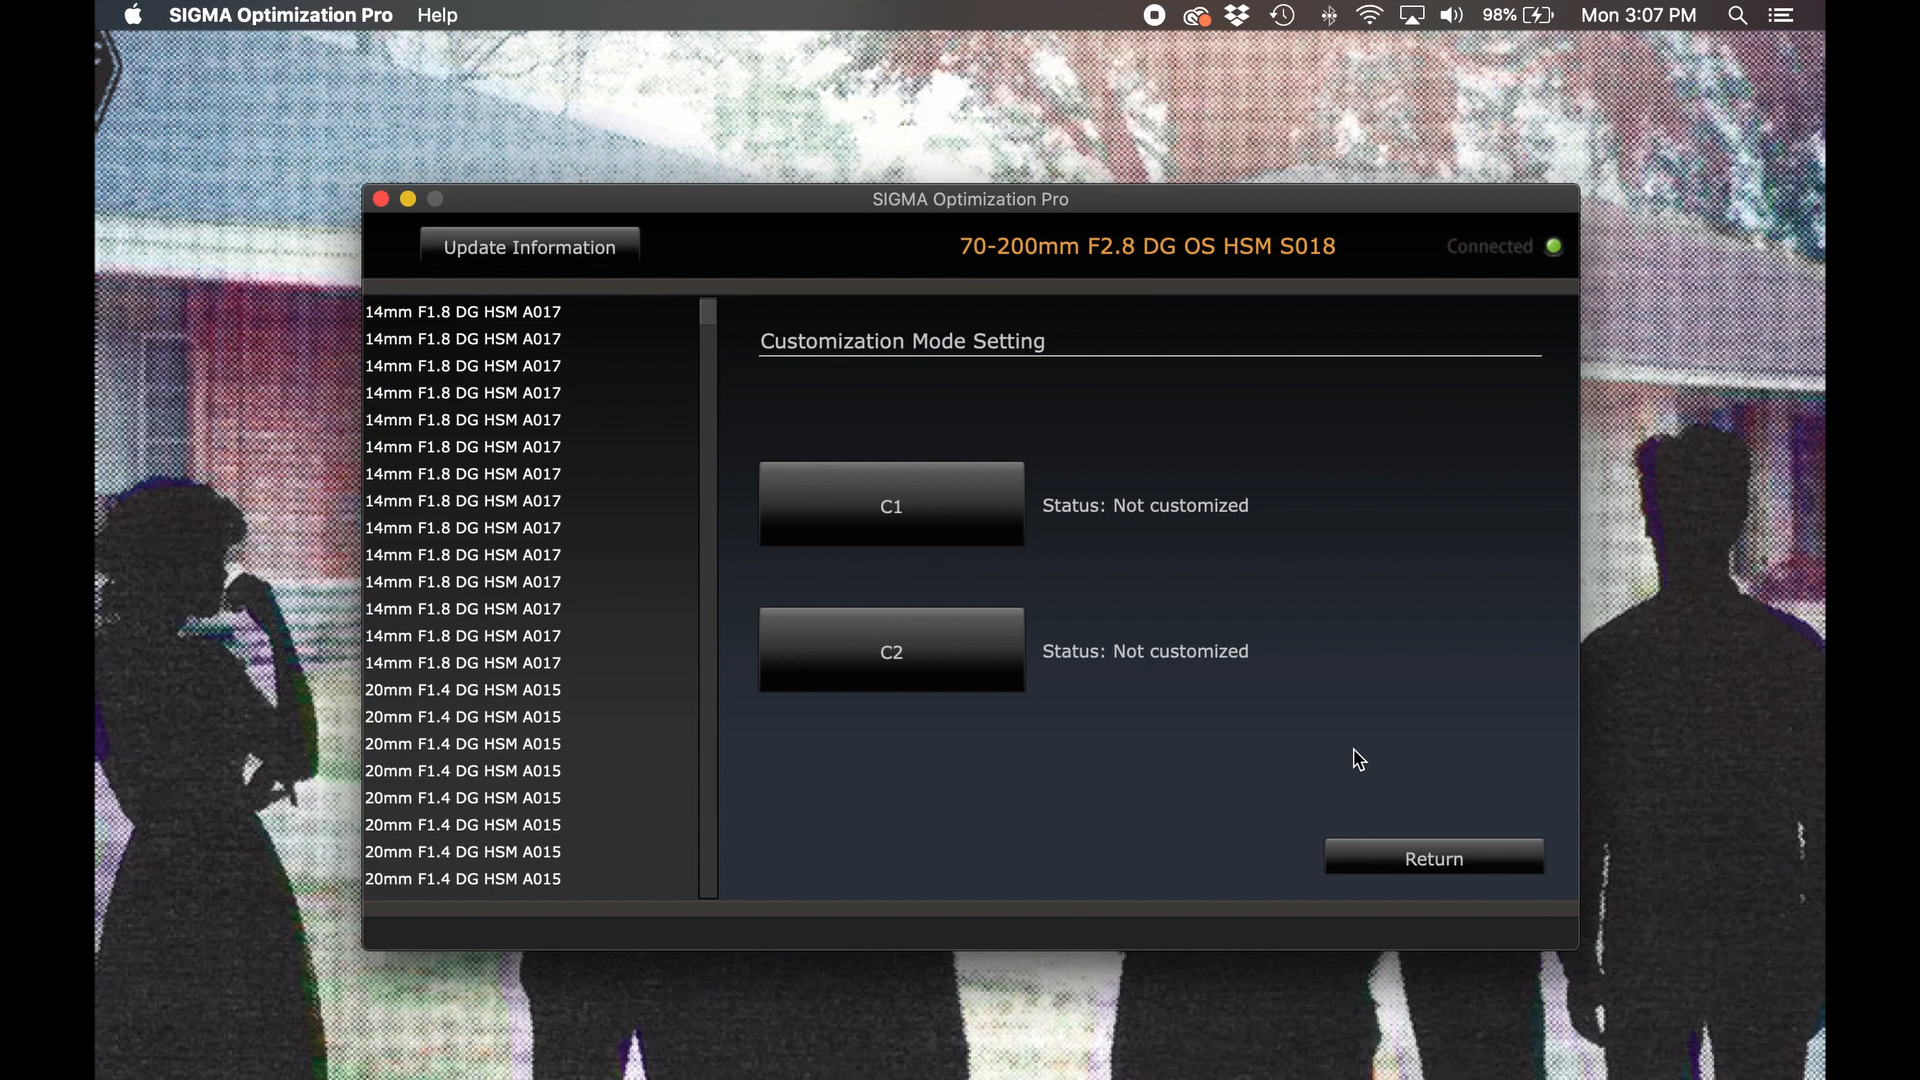 SIGMA Optimization Pro Help 98% Mon 3:07 PM
SIGMA Optimization Pro
Update Information 70-200mm F2.8 DG OS HSM S018 Connected
14mm F1.8 DG HSM A017
14mm F1.8 DG HSM A017
14mm F1.8 DG HSM A017
14mm F1.8 DG HSM A017
14mm F1.8 DG HSM A017
14mm F1.8 DG HSM A017
14mm F1.8 DG HSM A017
14mm F1.8 DG HSM A017
14mm F1.8 DG HSM A017
14mm F1.8 DG HSM A017
14mm F1.8 DG HSM A017
14mm F1.8 DG HSM A017
14mm F1.8 DG HSM A017
14mm F1.8 DG HSM A017
20mm F1.4 DG HSM A015
20mm F1.4 DG HSM A015
20mm F1.4 DG HSM A015
20mm F1.4 DG HSM A015
20mm F1.4 DG HSM A015
20mm F1.4 DG HSM A015
20mm F1.4 DG HSM A015
20mm F1.4 DG HSM A015
Customization Mode Setting
C1 Status: Not customized
C2 Status: Not customized
Return